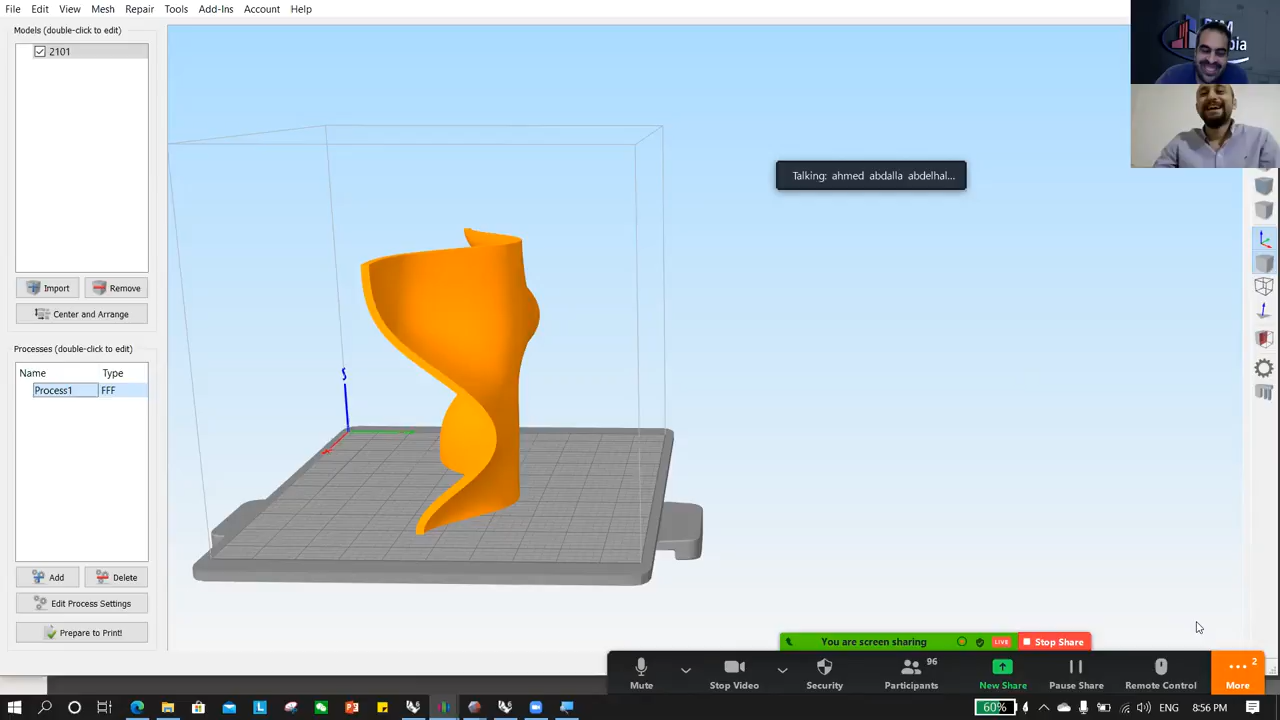 File Edit View Mesh Repair Tools Add-Ins Account Help
Models (double-click to edit)
2101
Import Remove
Center and Arrange
Processes (double-click to edit)
Name Type
Process1 FFF
Add Delete
Edit Process Settings
Prepare to Print!
Talking: ahmed abdalla abdelhal...
You are screen sharing LIVE Stop Share
Mute Stop Video Security Participants 96 New Share Pause Share Remote Control More 2
60% 8:56 PM